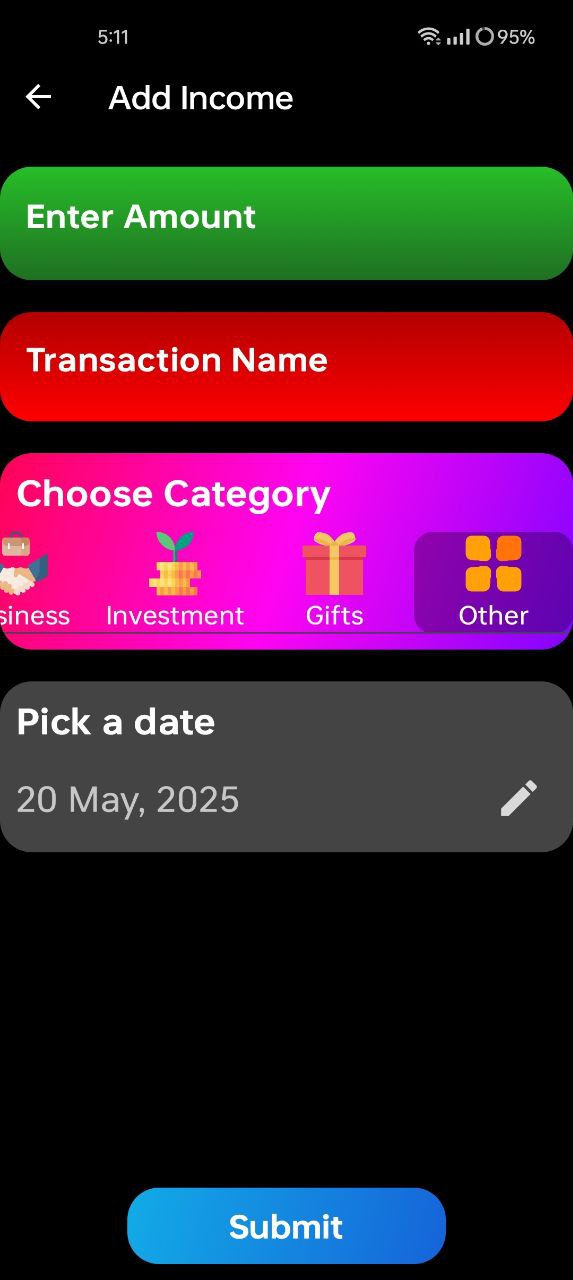 5:11 95%
Add Income
Enter Amount
Transaction Name
Choose Category
siness Investment Gifts Other
Pick a date
20 May, 2025
Submit